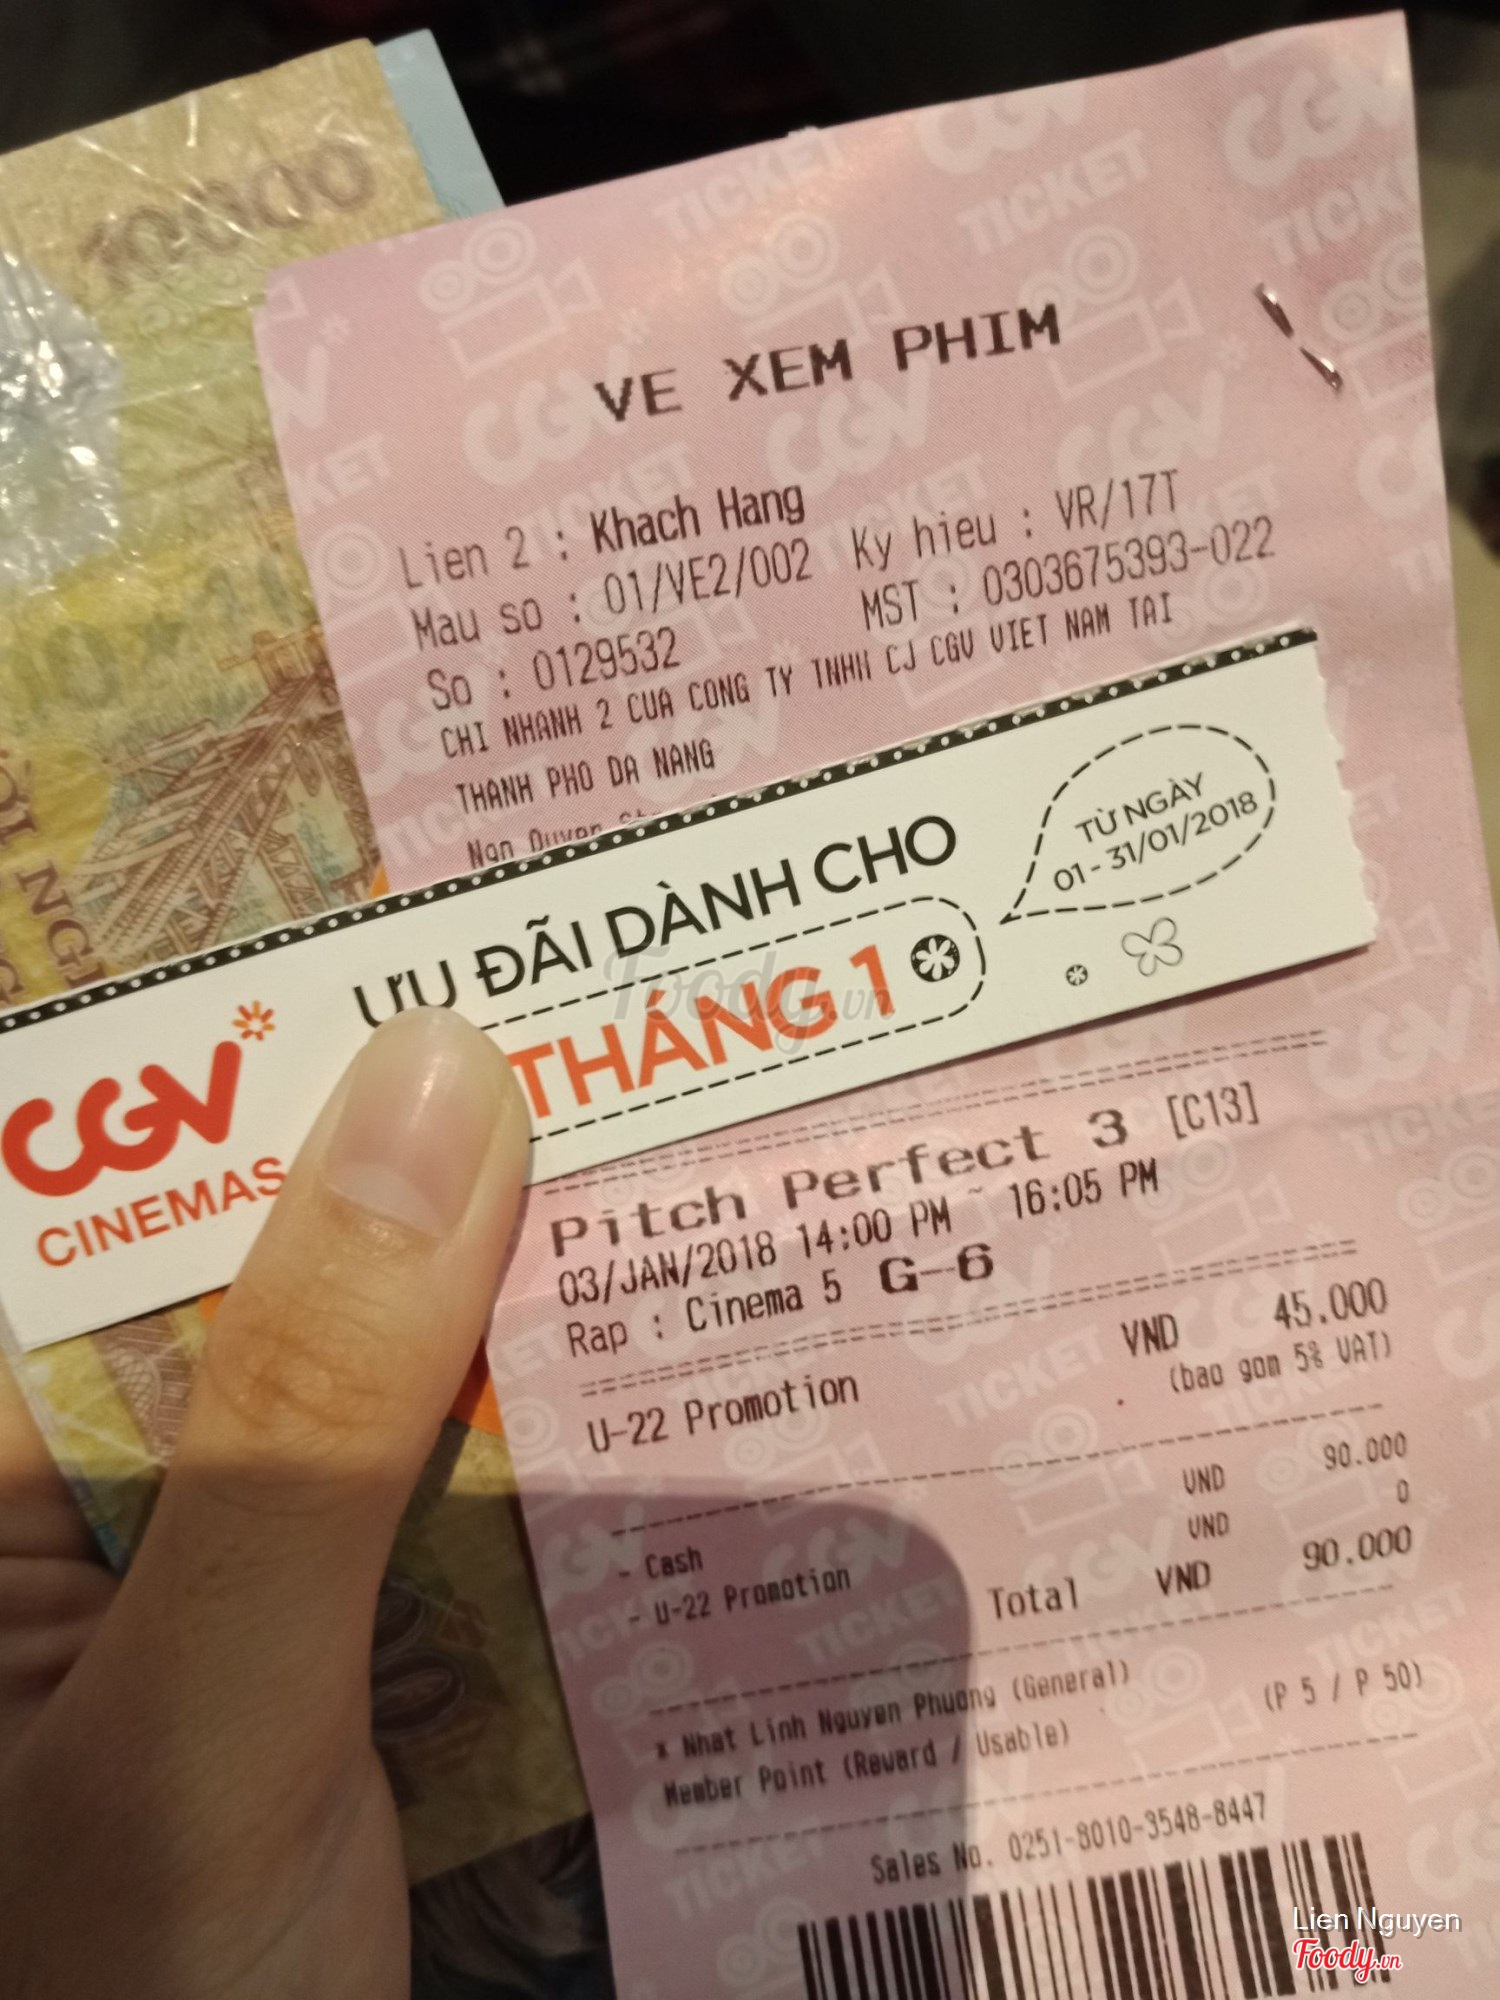 10000
VE XEM PHIM
Lien 2 : Khach Hang
Mau so : 01/VE2/002 Ky hieu : VR/17T
So : 0129532 MST : 0303675393-022
CHI NHANH 2 CUA CONG TY TNHH CJ CGV VIET NAM TAI
THANH PHO DA NANG
Ngo Quyen
ƯU ĐÃI DÀNH CHO
THÁNG 1
TỪ NGÀY
01 - 31/01/2018
CGV
CINEMAS
Foody.vn
Pitch Perfect 3 [C13]
03/JAN/2018 14:00 PM ~ 16:05 PM
Rap : Cinema 5 G-6
U-22 Promotion VND 45.000
(bao gom 5% VAT)
- Cash VND 90.000
- U-22 Promotion VND 0
Total VND 90.000
* Nhat Linh Nguyen Phuong (General)
Member Point (Reward / Usable) (P 5 / P 50)
Sales No. 0251-8010-3548-8447
Lien Nguyen
Foody.vn